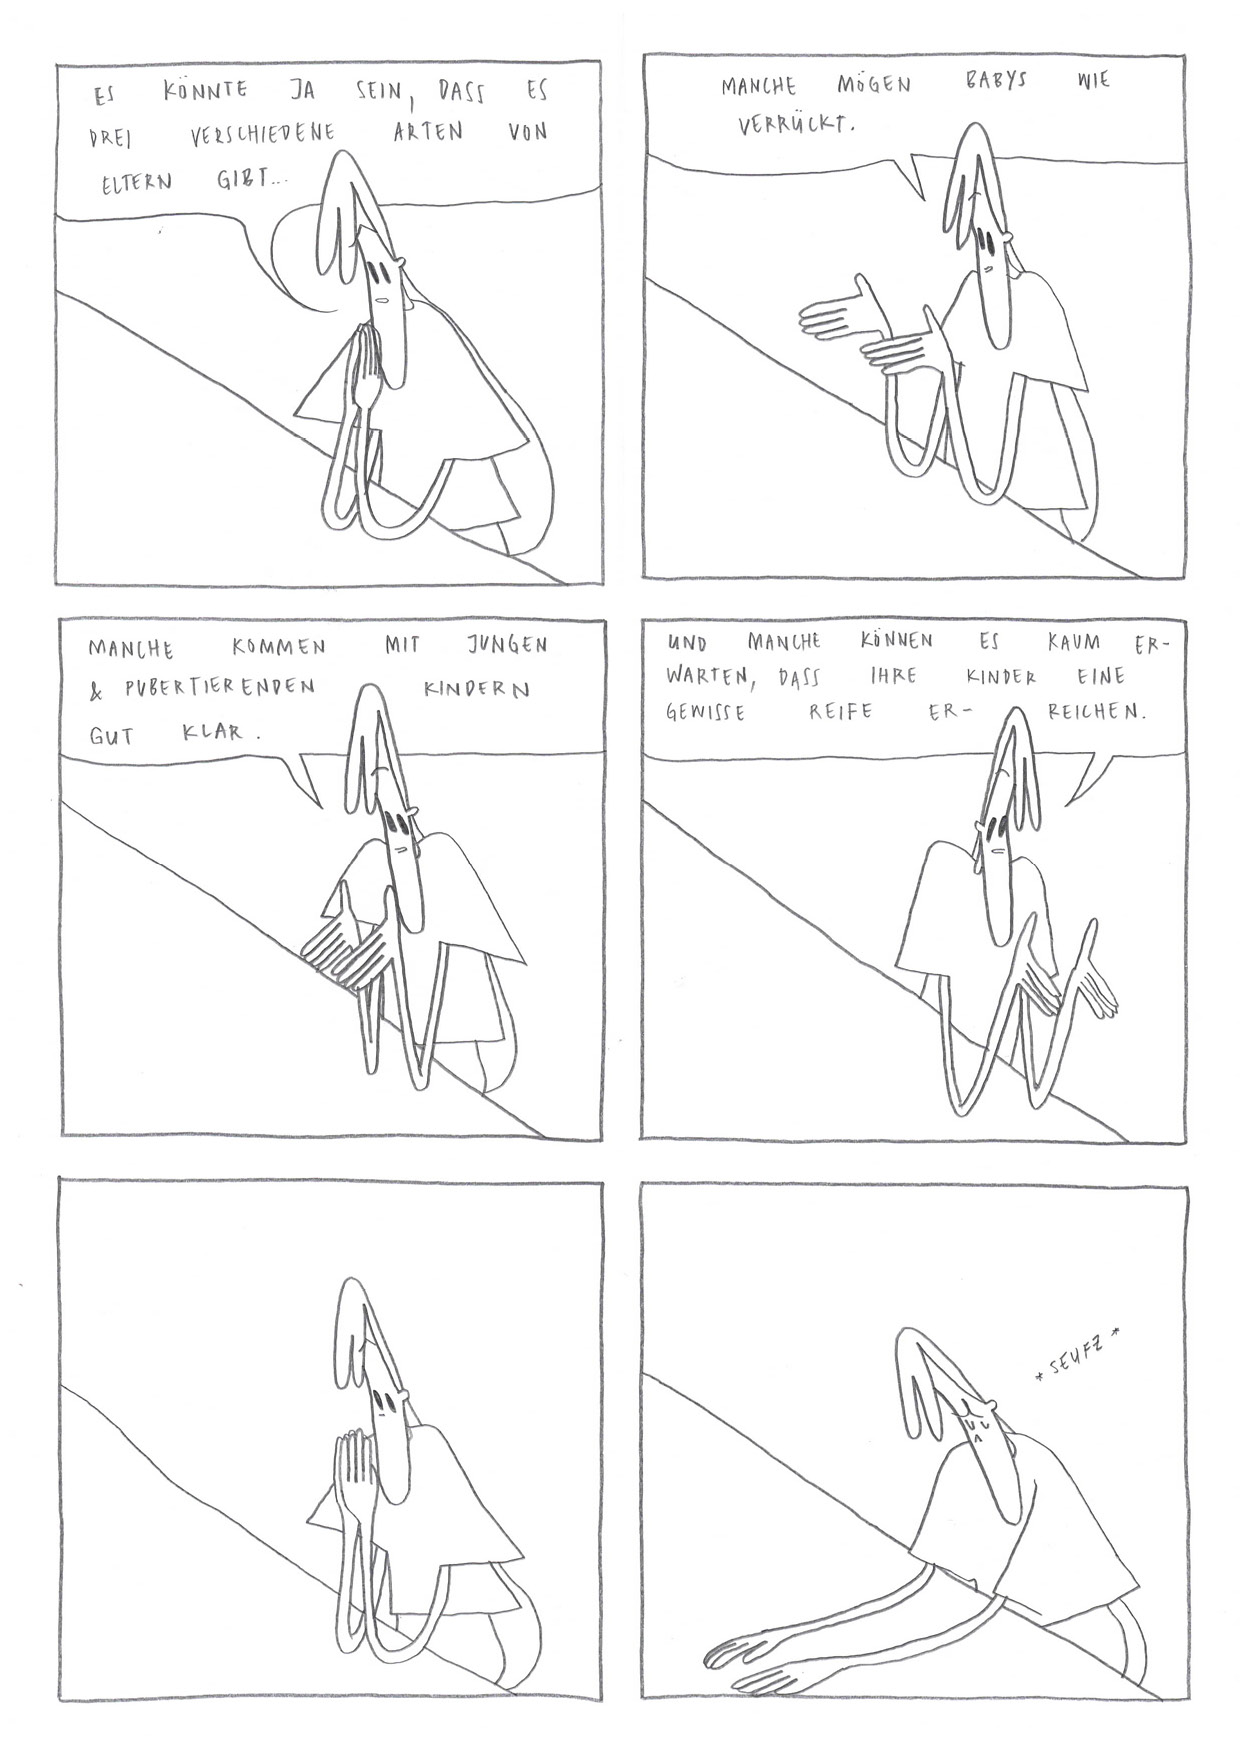 ES KÖNNTE JA SEIN, DASS ES
DREI VERSCHIEDENE ARTEN VON
ELTERN GIBT...
MANCHE MÖGEN BABYS WIE
VERRÜCKT.
MANCHE KOMMEN MIT JUNGEN
& PUBERTIERENDEN KINDERN
GUT KLAR.
UND MANCHE KÖNNEN ES KAUM ER-
WARTEN, DASS IHRE KINDER EINE
GEWISSE REIFE ER- REICHEN.
* SEUFZ *